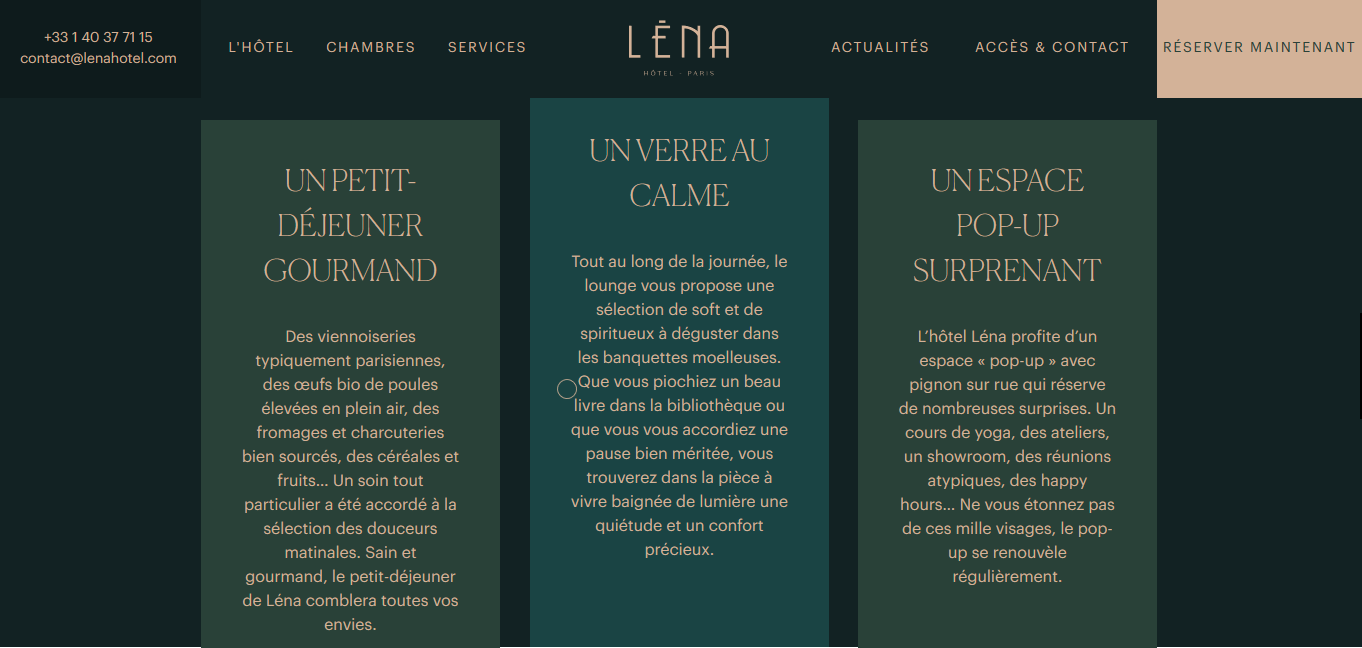 +33 1 40 37 71 15
contact@lenahotel.com
L'HÔTEL
CHAMBRES
SERVICES
LĒNA
HÔTEL - PARIS
ACTUALITÉS
ACCÈS & CONTACT
RÉSERVER MAINTENANT
UN PETIT-
DÉJEUNER
GOURMAND
Des viennoiseries
typiquement parisiennes,
des œufs bio de poules
élevées en plein air, des
fromages et charcuteries
bien sourcés, des céréales et
fruits… Un soin tout
particulier a été accordé à la
sélection des douceurs
matinales. Sain et
gourmand, le petit-déjeuner
de Léna comblera toutes vos
envies.
UN VERRE AU
CALME
Tout au long de la journée, le
lounge vous propose une
sélection de soft et de
spiritueux à déguster dans
les banquettes moelleuses.
Que vous piochiez un beau
livre dans la bibliothèque ou
que vous vous accordiez une
pause bien méritée, vous
trouverez dans la pièce à
vivre baignée de lumière une
quiétude et un confort
précieux.
UN ESPACE
POP-UP
SURPRENANT
L’hôtel Léna profite d’un
espace « pop-up » avec
pignon sur rue qui réserve
de nombreuses surprises. Un
cours de yoga, des ateliers,
un showroom, des réunions
atypiques, des happy
hours… Ne vous étonnez pas
de ces mille visages, le pop-
up se renouvèle
régulièrement.